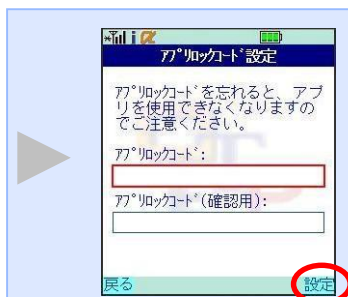 ｱﾌﾟﾘﾛｯｸｺｰﾄﾞ設定
ｱﾌﾟﾘﾛｯｸｺｰﾄﾞを忘れると、アプ
リを使用できなくなりますの
でご注意ください。
ｱﾌﾟﾘﾛｯｸｺｰﾄﾞ:
ｱﾌﾟﾘﾛｯｸｺｰﾄﾞ(確認用):
戻る
設定